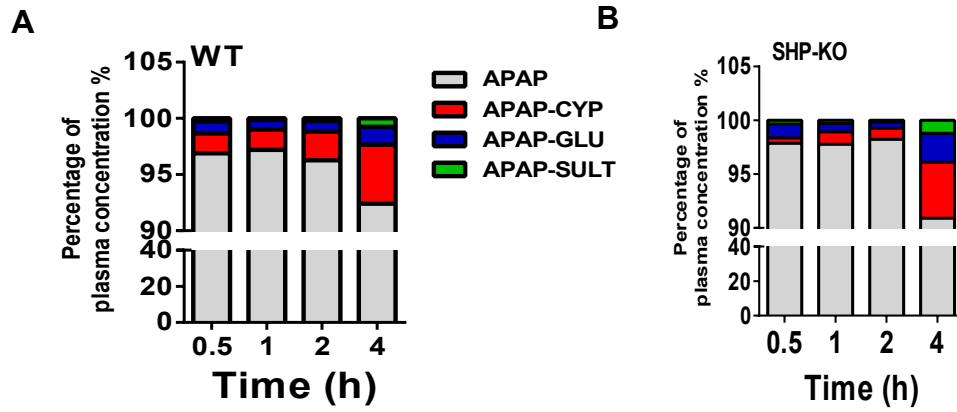 A
WT
105
100
95
90
40
20
0
Percentage of
plasma concentration %
0.5 1 2 4
Time (h)
APAP
APAP-CYP
APAP-GLU
APAP-SULT
B
SHP-KO
105
100
95
90
40
20
0
Percentage of
plasma concentration %
0.5 1 2 4
Time (h)